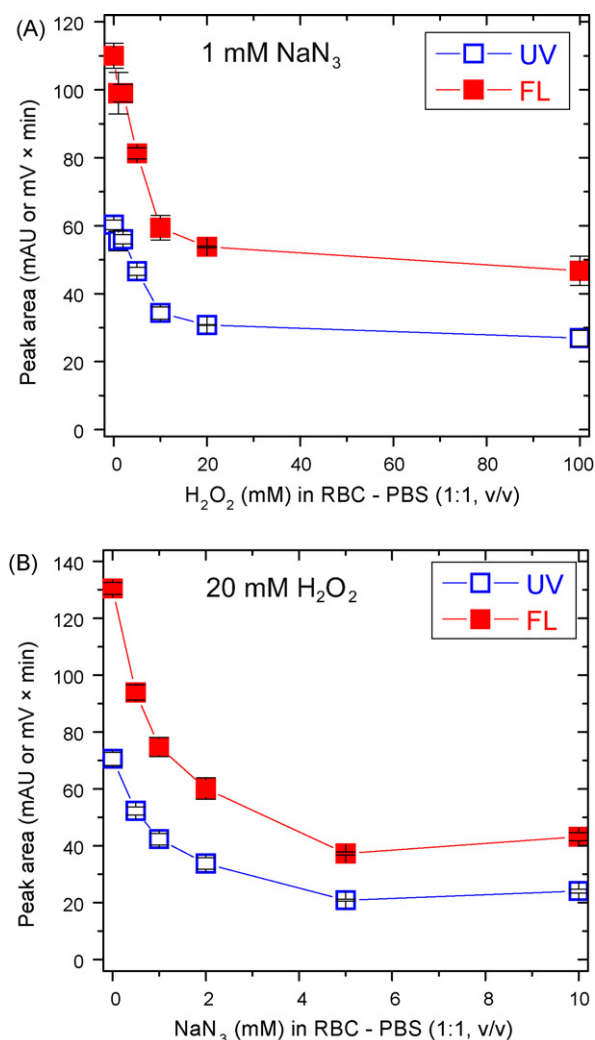 (A)
1 mM NaN₃
UV
FL
Peak area (mAU or mV × min)
120
100
80
60
40
20
0
0 20 40 60 80 100
H₂O₂ (mM) in RBC - PBS (1:1, v/v)
(B)
20 mM H₂O₂
UV
FL
Peak area (mAU or mV × min)
140
120
100
80
60
40
20
0
0 2 4 6 8 10
NaN₃ (mM) in RBC - PBS (1:1, v/v)